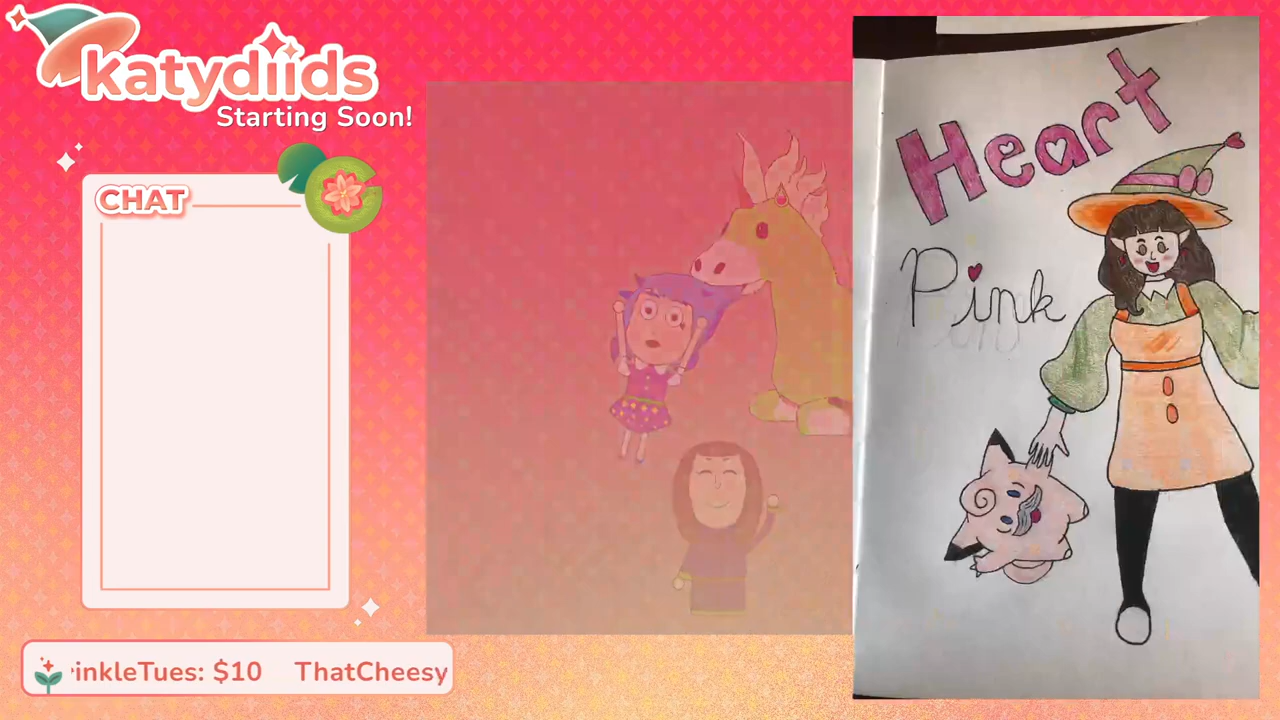 Katydiids
Starting Soon!
CHAT
inkleTues: $10 ThatCheesy
Heart
Pink